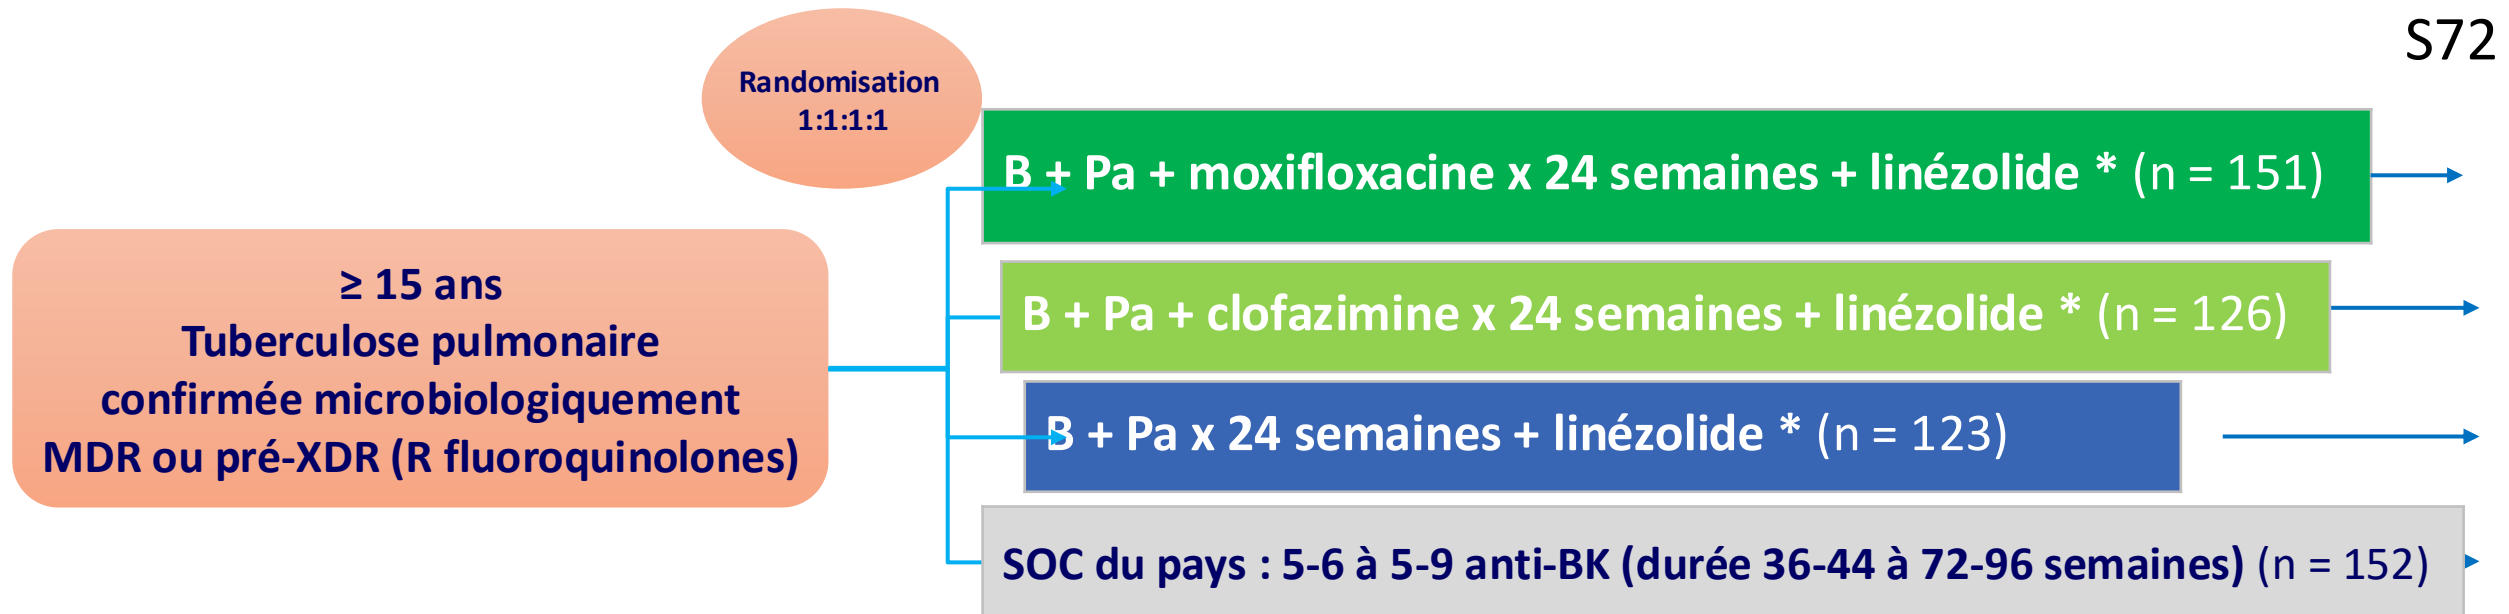 S72
Randomisation
1:1:1:1
B + Pa + moxifloxacine x 24 semaines + linézolide * (n = 151)
≥ 15 ans
Tuberculose pulmonaire
confirmée microbiologiquement
MDR ou pré-XDR (R fluoroquinolones)
B + Pa + clofazimine x 24 semaines + linézolide * (n = 126)
B + Pa x 24 semaines + linézolide * (n = 123)
SOC du pays : 5-6 à 5-9 anti-BK (durée 36-44 à 72-96 semaines) (n = 152)